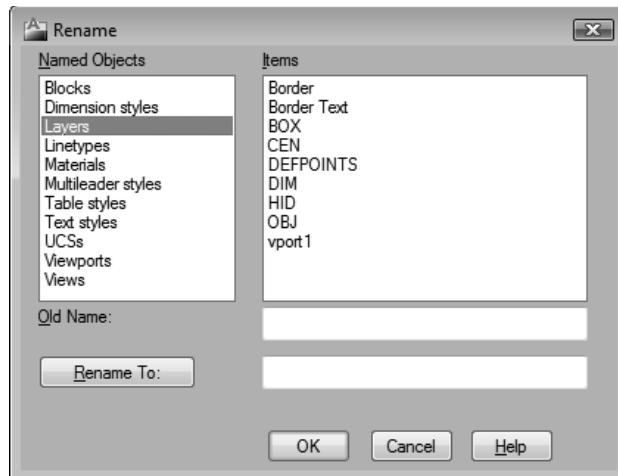 Rename
Named Objects
Items
Blocks
Dimension styles
Layers
Linetypes
Materials
Multileader styles
Table styles
Text styles
UCSs
Viewports
Views
Border
Border Text
BOX
CEN
DEFPOINTS
DIM
HID
OBJ
vport1
Old Name:
Rename To:
OK
Cancel
Help